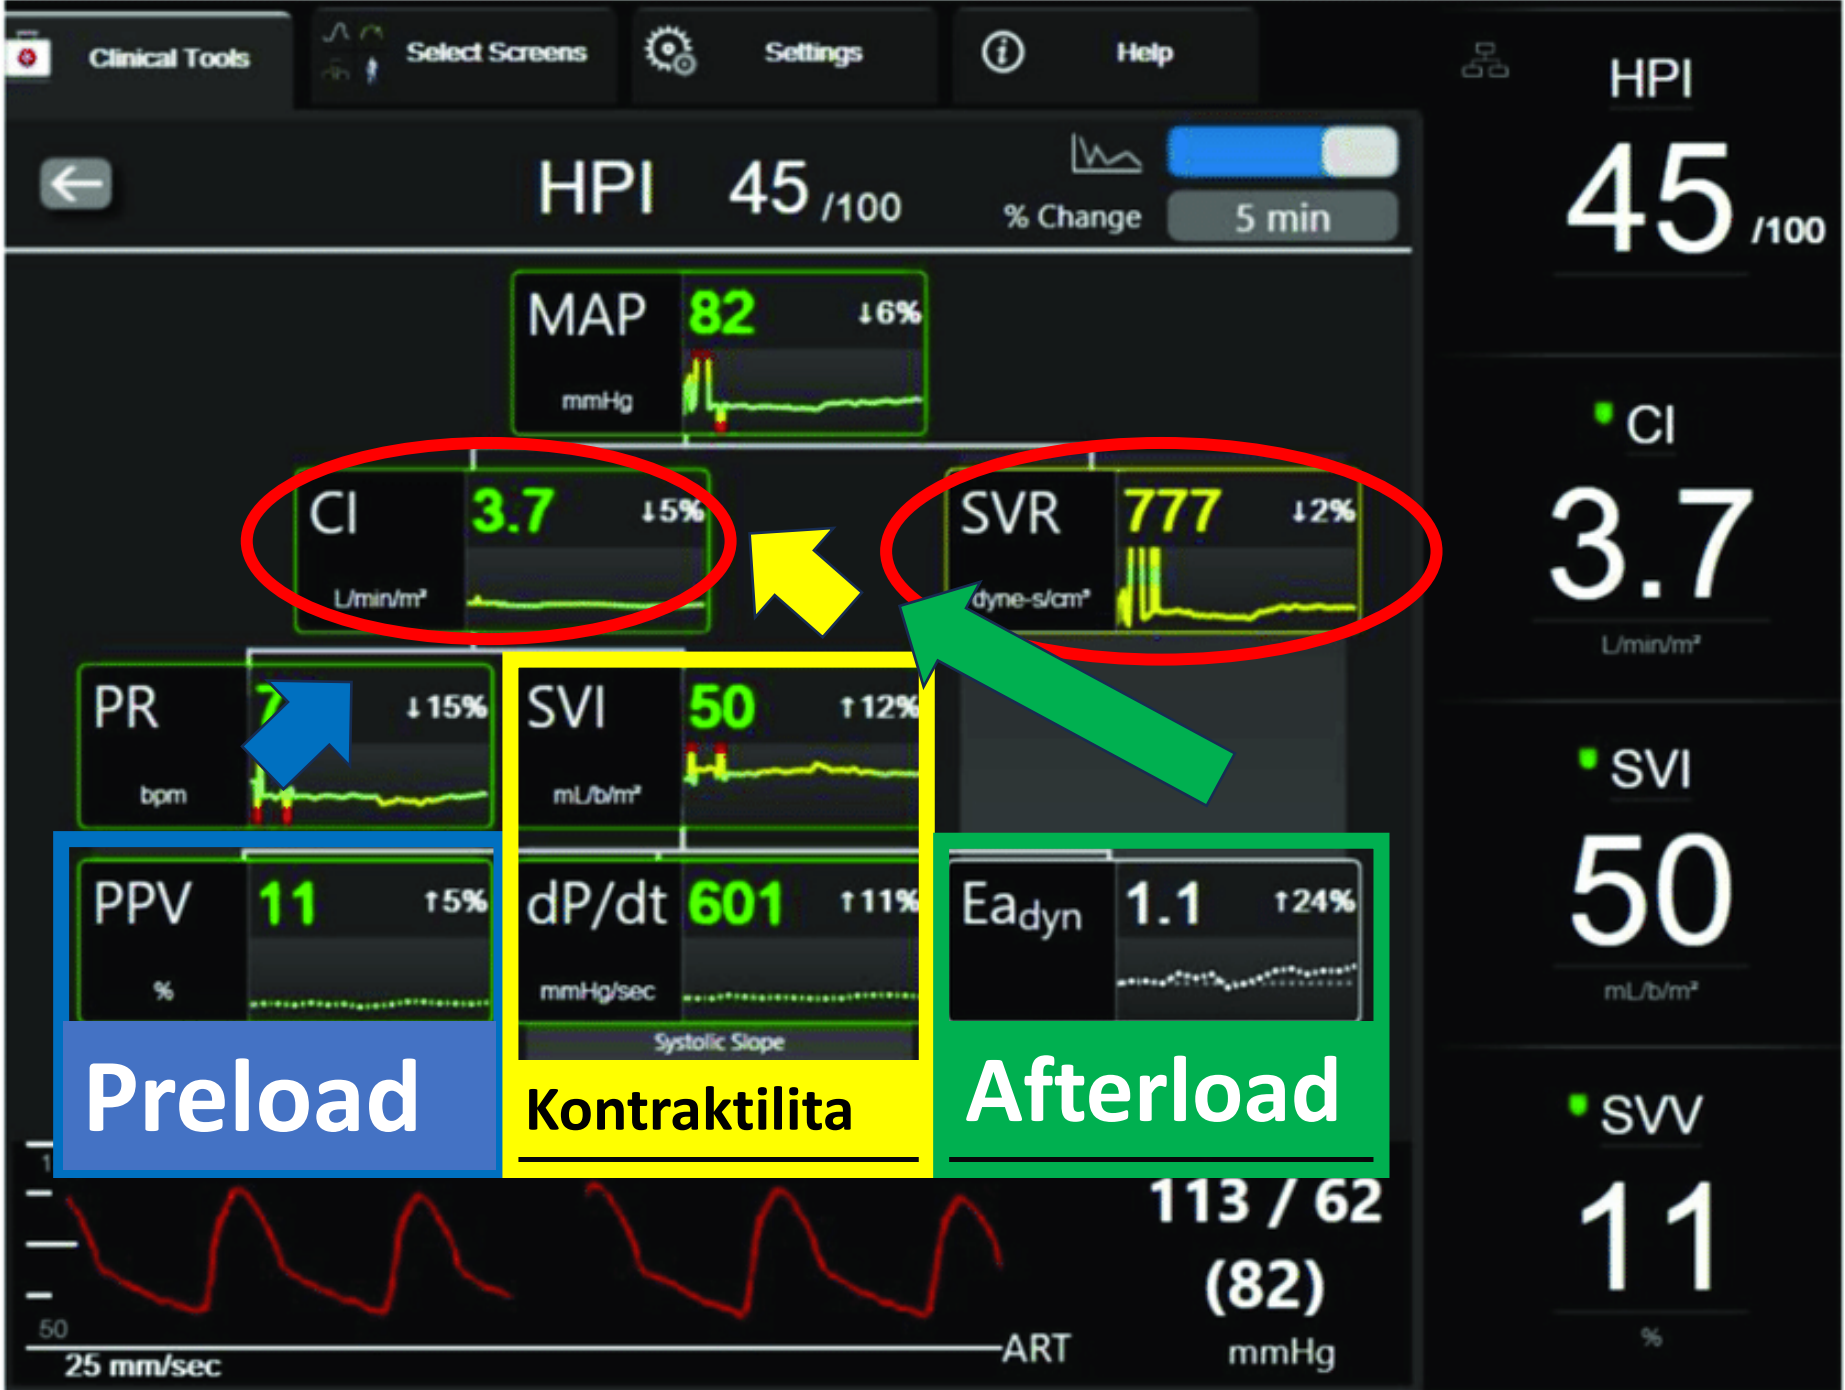 Clinical Tools
Select Screens
Settings
Help
HPI 45 /100
% Change 5 min
MAP 82 ↓6%
mmHg
CI 3.7 ↓5%
L/min/m²
SVR 777 ↓2%
dyne-s/cm⁵
PR ↓15%
bpm
SVI 50 ↑12%
mL/b/m²
PPV 11 ↑5%
%
dP/dt 601 ↑11%
mmHg/sec
Systolic Slope
Eadyn 1.1 ↑24%
Preload
Kontraktilita
Afterload
113 / 62
(82)
mmHg
50
25 mm/sec
ART
HPI
45 /100
CI
3.7
L/min/m²
SVI
50
mL/b/m²
SVV
11
%